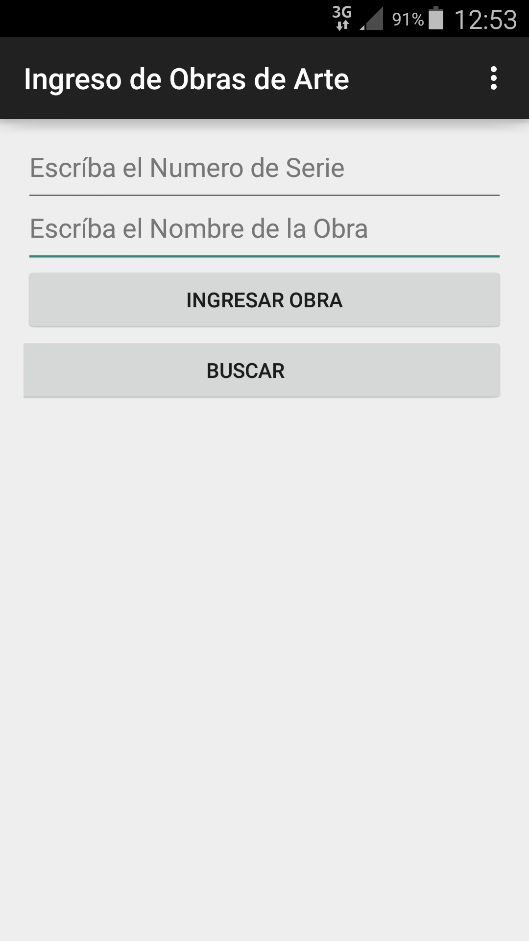 3G 91% 12:53
Ingreso de Obras de Arte
Escríba el Numero de Serie
Escríba el Nombre de la Obra
INGRESAR OBRA
BUSCAR